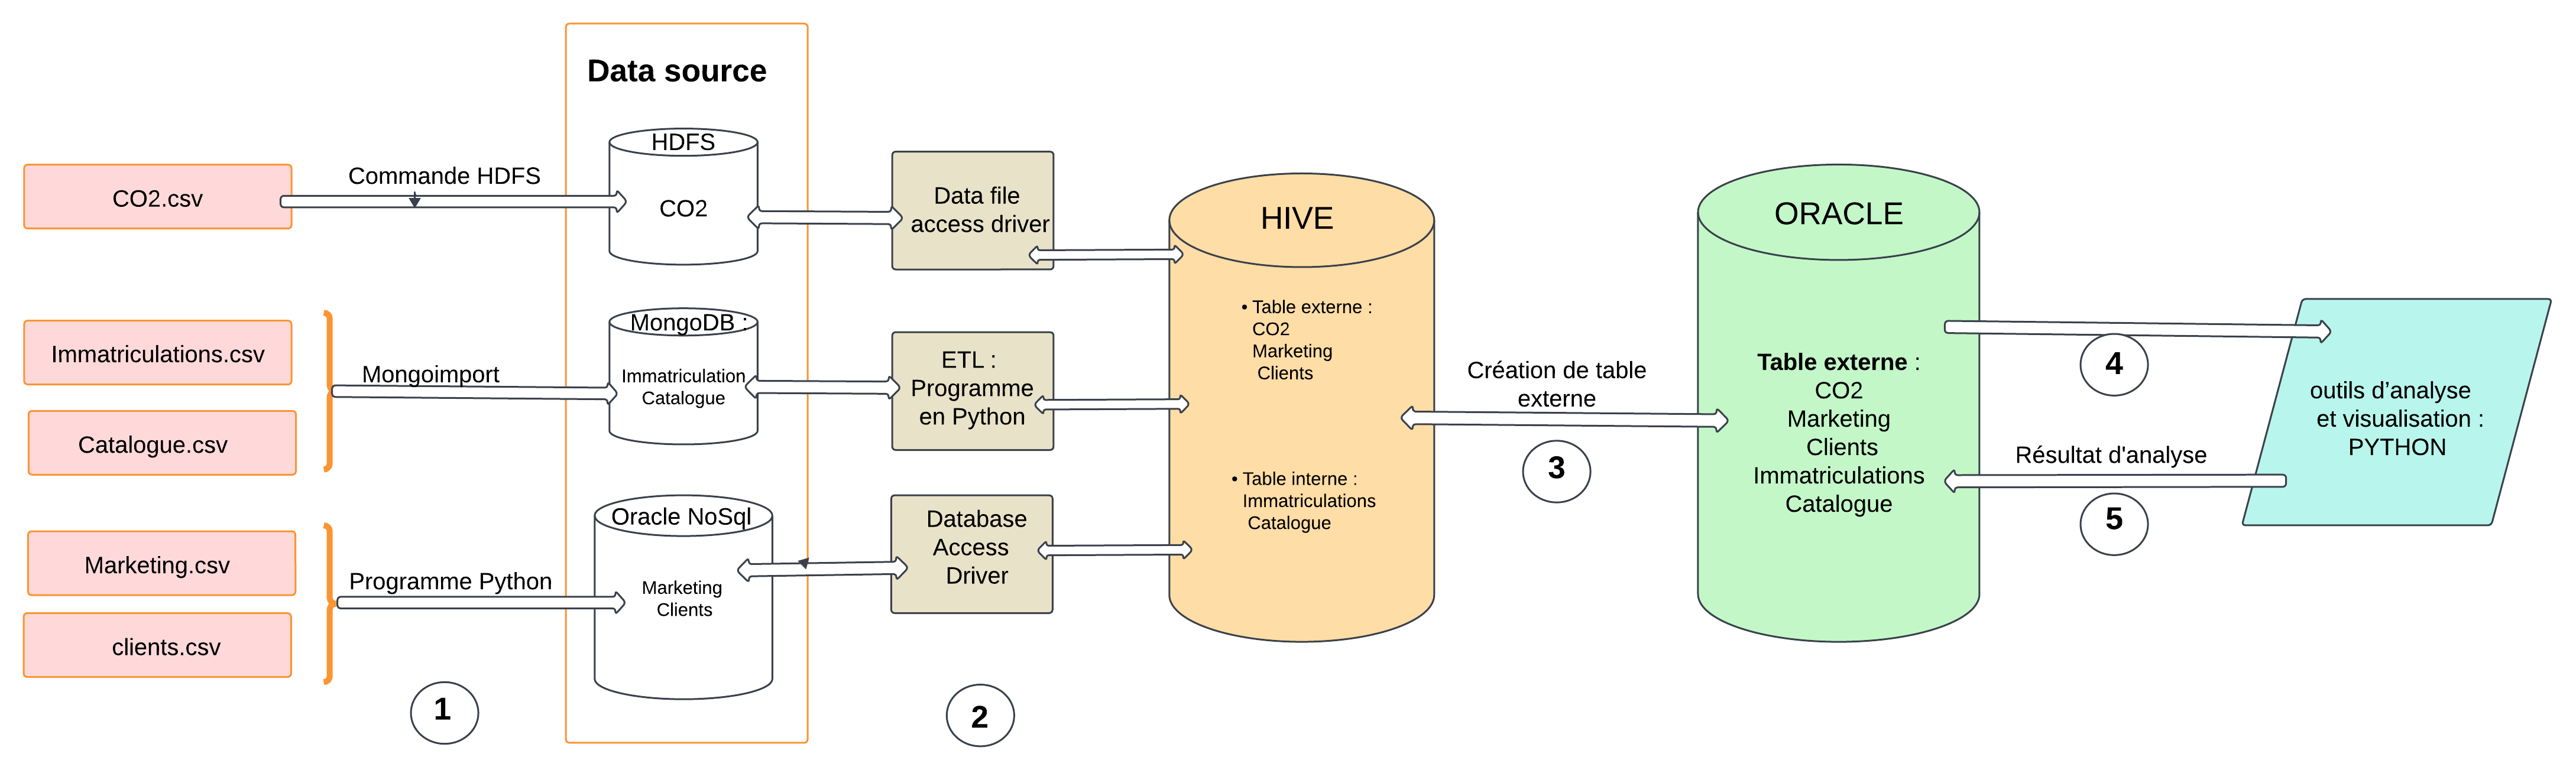 Data source
CO2.csv
Commande HDFS
HDFS
CO2
Data file
access driver
Immatriculations.csv
Catalogue.csv
Mongoimport
MongoDB :
Immatriculation
Catalogue
ETL :
Programme
en Python
Marketing.csv
clients.csv
Programme Python
Oracle NoSql
Marketing
Clients
Database
Access
Driver
1
2
HIVE
• Table externe :
CO2
Marketing
Clients
• Table interne :
Immatriculations
Catalogue
Création de table
externe
3
ORACLE
Table externe :
CO2
Marketing
Clients
Immatriculations
Catalogue
4
Résultat d'analyse
5
outils d’analyse
et visualisation :
PYTHON